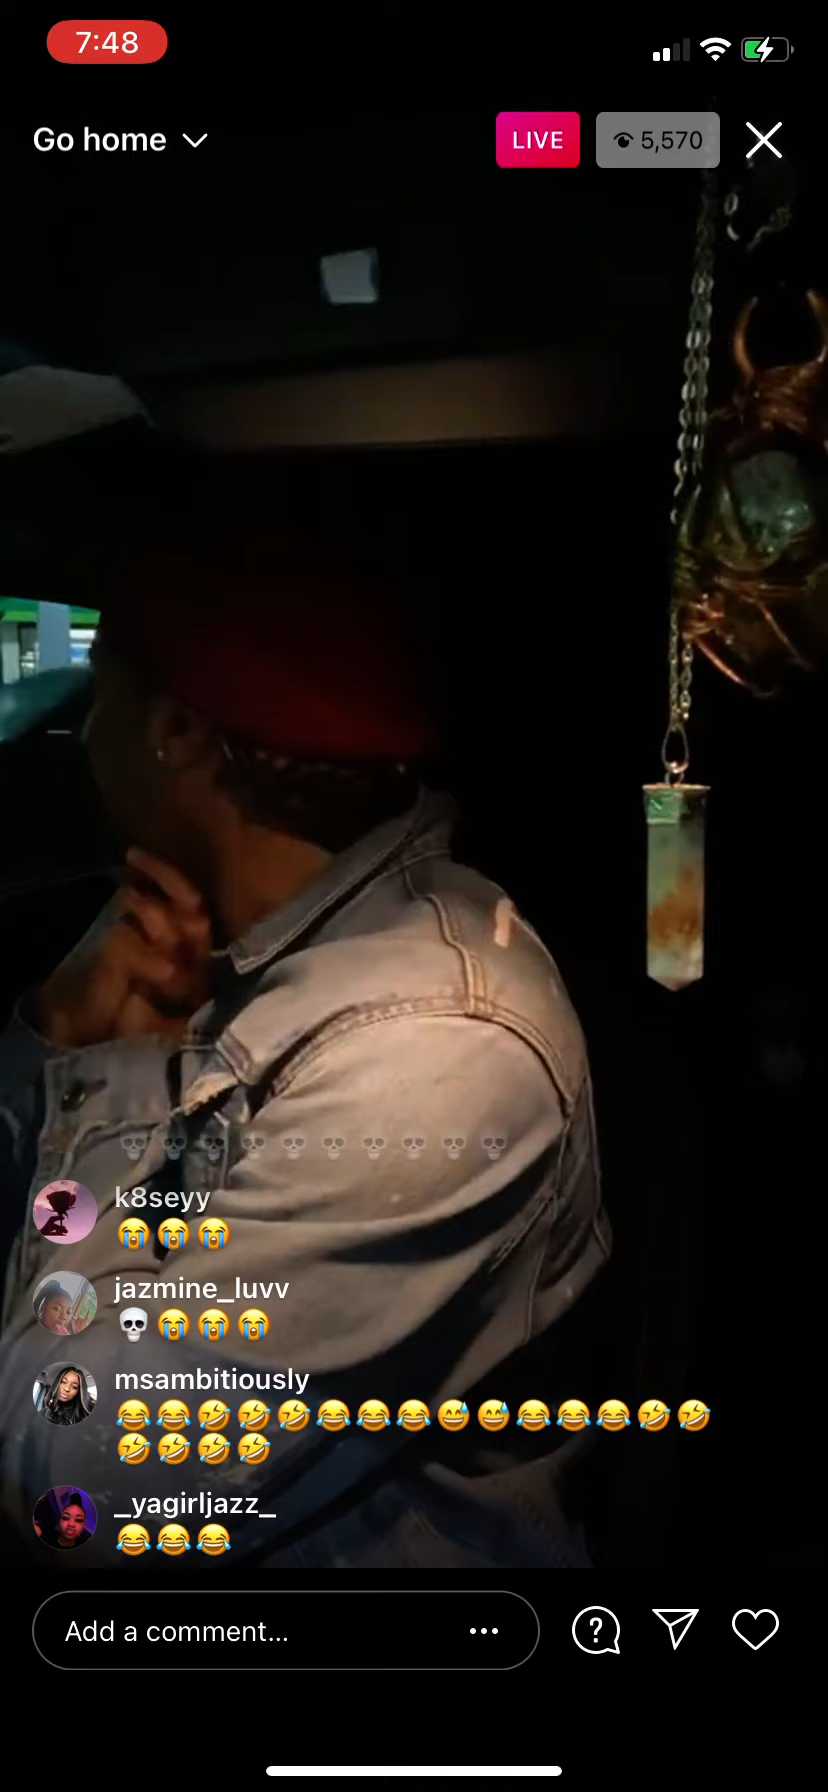 7:48
Go home
LIVE
5,570
💀💀💀💀💀💀💀💀💀💀
k8seyy
😭😭😭
jazmine_luvv
💀😭😭😭
msambitiously
😂😂🤣🤣🤣😂😂😂😅😅😂😂😂🤣🤣
🤣🤣🤣🤣
_yagirljazz_
😂😂😂
Add a comment...